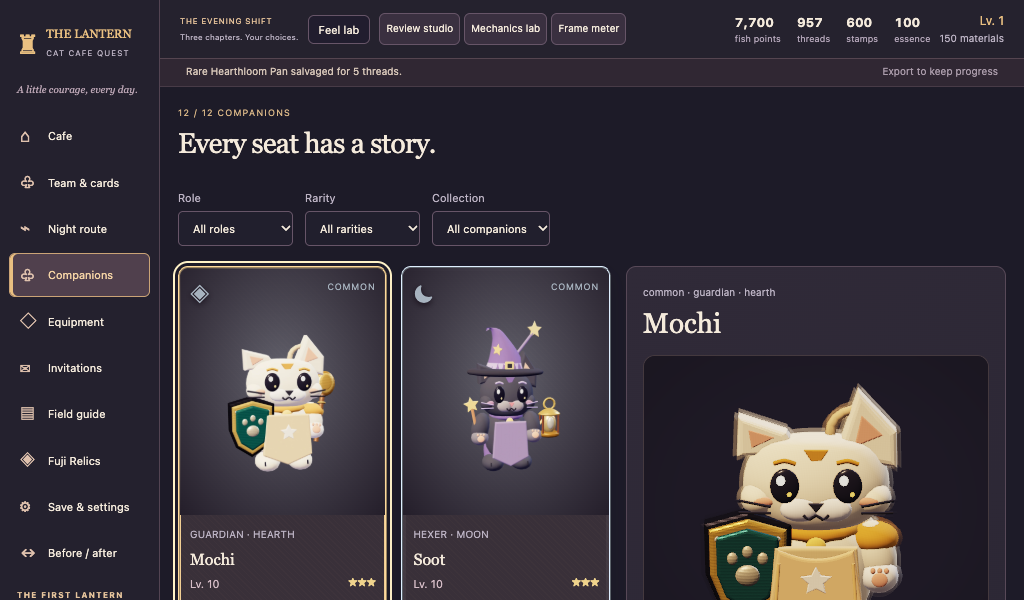 THE LANTERN
CAT CAFE QUEST
A little courage, every day.
Cafe
Team & cards
Night route
Companions
Equipment
Invitations
Field guide
Fuji Relics
Save & settings
Before / after
THE FIRST LANTERN
THE EVENING SHIFT
Three chapters. Your choices.
Feel lab
Review studio
Mechanics lab
Frame meter
7,700
fish points
957
threads
600
stamps
100
essence
Lv. 1
150 materials
Rare Hearthloom Pan salvaged for 5 threads.
Export to keep progress
12 / 12 COMPANIONS
Every seat has a story.
Role
All roles
Rarity
All rarities
Collection
All companions
COMMON
GUARDIAN · HEARTH
Mochi
Lv. 10
COMMON
HEXER · MOON
Soot
Lv. 10
common · guardian · hearth
Mochi